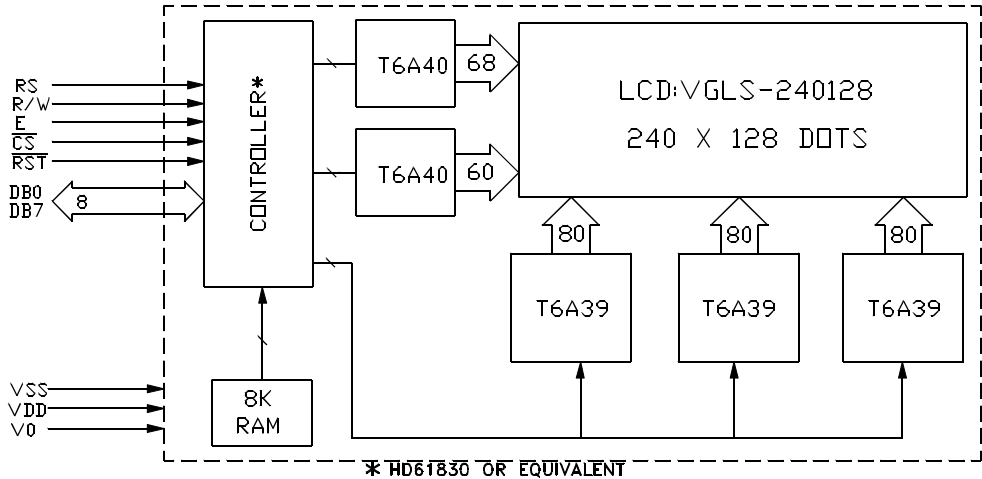 RS
R/W
E
CS
RST
DB0
DB7
8
CONTROLLER*
T6A40
68
T6A40
60
LCD:VGLS-240128
240 X 128 DOTS
80
80
80
T6A39
T6A39
T6A39
8K
RAM
VSS
VDD
V0
* HD61830 OR EQUIVALENT